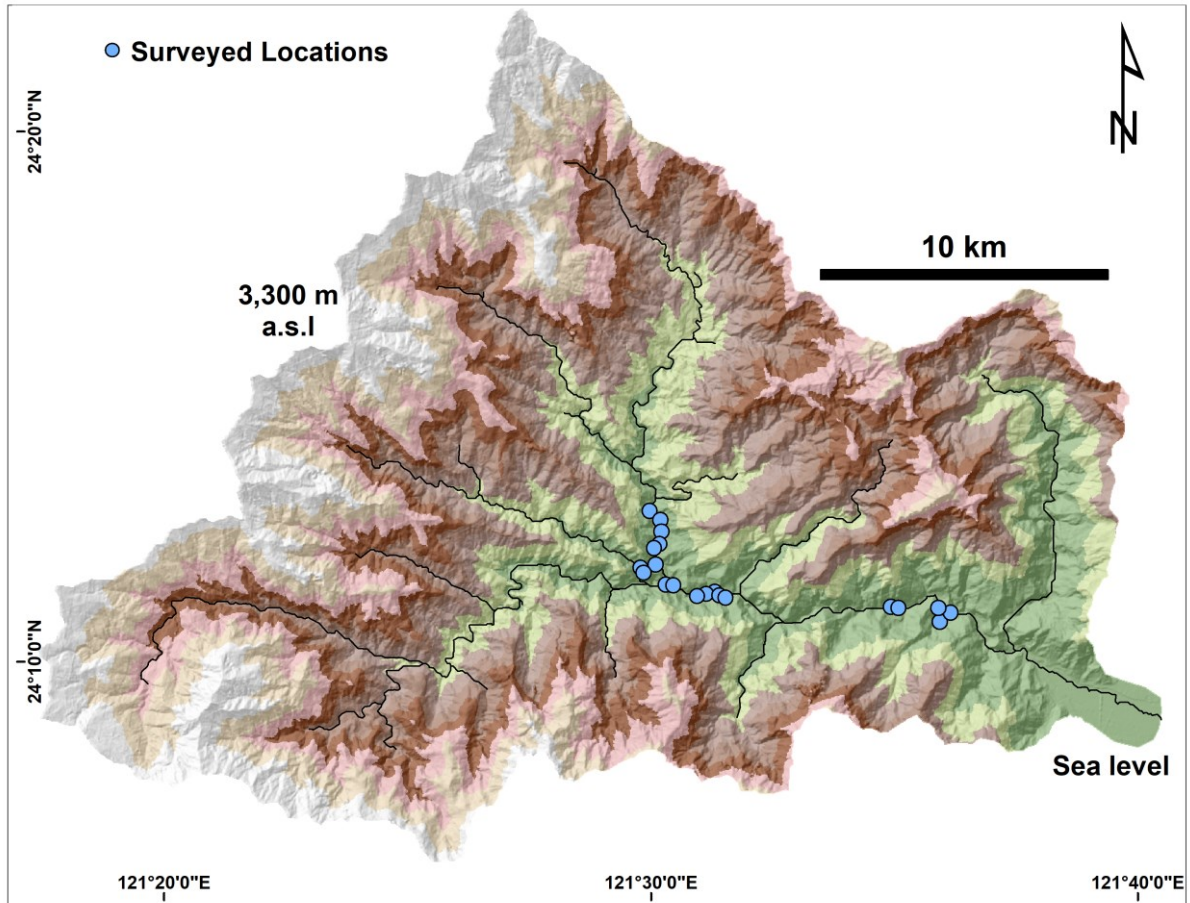 Surveyed Locations
N
24°20'0"N
10 km
3,300 m
a.s.l
24°10'0"N
Sea level
121°20'0"E
121°30'0"E
121°40'0"E